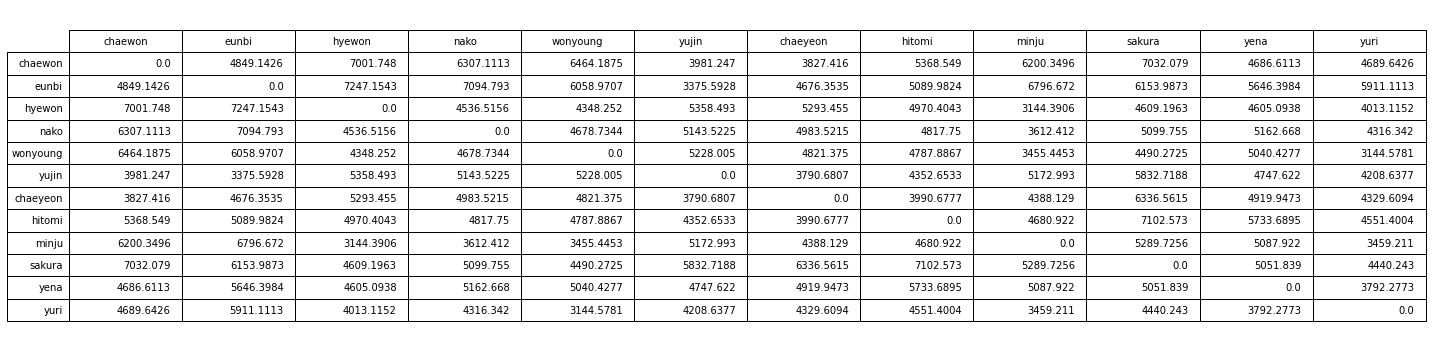 chaewon eunbi hyewon nako wonyoung yujin chaeyeon hitomi minju sakura yena yuri
chaewon 0.0 4849.1426 7001.748 6307.1113 6464.1875 3981.247 3827.416 5368.549 6200.3496 7032.079 4686.6113 4689.6426
eunbi 4849.1426 0.0 7247.1543 7094.793 6058.9707 3375.5928 4676.3535 5089.9824 6796.672 6153.9873 5646.3984 5911.1113
hyewon 7001.748 7247.1543 0.0 4536.5156 4348.252 5358.493 5293.455 4970.4043 3144.3906 4609.1963 4605.0938 4013.1152
nako 6307.1113 7094.793 4536.5156 0.0 4678.7344 5143.5225 4983.5215 4817.75 3612.412 5099.755 5162.668 4316.342
wonyoung 6464.1875 6058.9707 4348.252 4678.7344 0.0 5228.005 4821.375 4787.8867 3455.4453 4490.2725 5040.4277 3144.5781
yujin 3981.247 3375.5928 5358.493 5143.5225 5228.005 0.0 3790.6807 4352.6533 5172.993 5832.7188 4747.622 4208.6377
chaeyeon 3827.416 4676.3535 5293.455 4983.5215 4821.375 3790.6807 0.0 3990.6777 4388.129 6336.5615 4919.9473 4329.6094
hitomi 5368.549 5089.9824 4970.4043 4817.75 4787.8867 4352.6533 3990.6777 0.0 4680.922 7102.573 5733.6895 4551.4004
minju 6200.3496 6796.672 3144.3906 3612.412 3455.4453 5172.993 4388.129 4680.922 0.0 5289.7256 5087.922 3459.211
sakura 7032.079 6153.9873 4609.1963 5099.755 4490.2725 5832.7188 6336.5615 7102.573 5289.7256 0.0 5051.839 4440.243
yena 4686.6113 5646.3984 4605.0938 5162.668 5040.4277 4747.622 4919.9473 5733.6895 5087.922 5051.839 0.0 3792.2773
yuri 4689.6426 5911.1113 4013.1152 4316.342 3144.5781 4208.6377 4329.6094 4551.4004 3459.211 4440.243 3792.2773 0.0